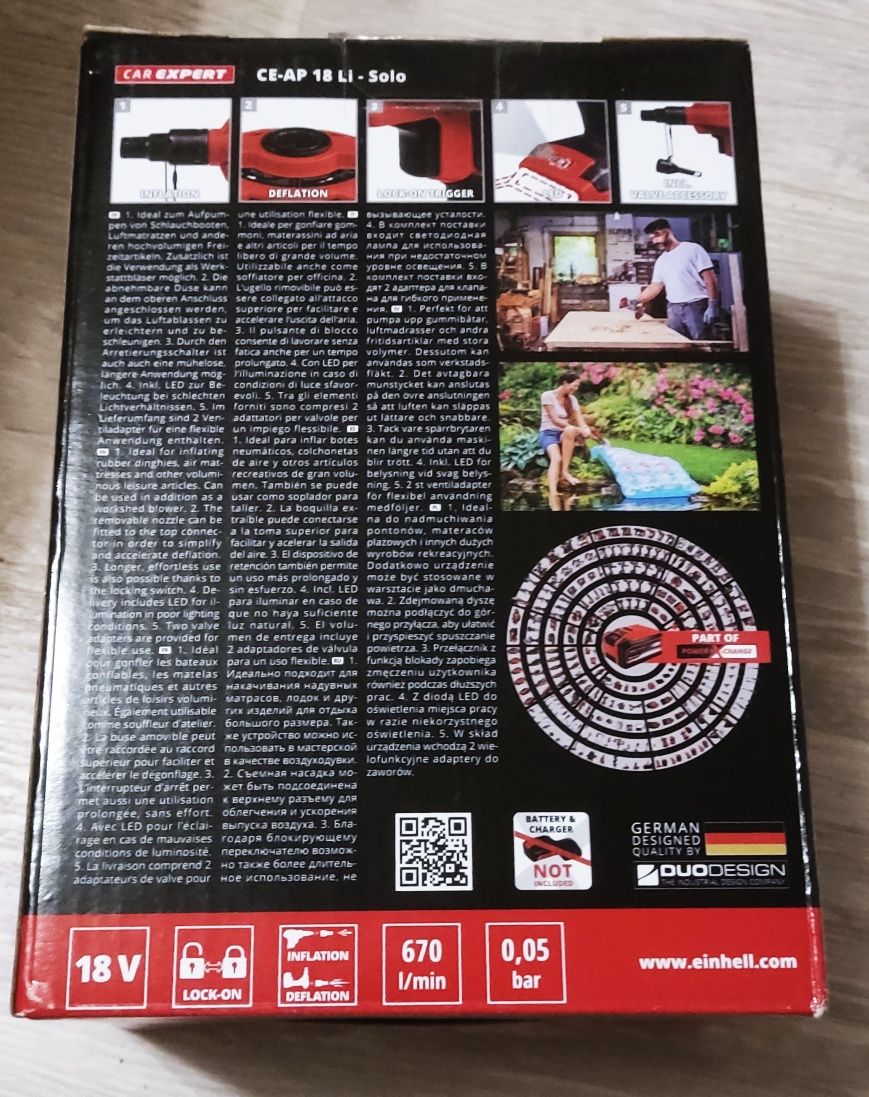 CAR EXPERT CE-AP 18 Li - Solo
1 2 3 4 5
INFLATION
DEFLATION
LOCK-ON TRIGGER
LED
INCL.
VALVE ACCESSORY
1. Ideal zum Aufpum-
pen von Schlauchbooten,
Luftmatratzen und ande-
ren hochvolumigen Frei-
zeitartikeln. Zusätzlich ist
die Verwendung als Werk-
stattbläser möglich. 2. Die
abnehmbare Düse kann
an dem oberen Anschluss
angeschlossen werden,
um das Luftablassen zu
erleichtern und zu be-
schleunigen. 3. Durch den
Arretierungsschalter ist
auch auch eine mühelose,
längere Anwendung mög-
lich. 4. Inkl. LED zur Be-
leuchtung bei schlechten
Lichtverhältnissen. 5. Im
Lieferumfang sind 2 Ven-
tiladapter für eine flexible
Anwendung enthalten.
1. Ideal for inflating
rubber dinghies, air mat-
tresses and other volumi-
nous leisure articles. Can
be used in addition as a
workshed blower. 2. The
removable nozzle can be
fitted to the top connec-
tor in order to simplify
and accelerate deflation.
3. Longer, effortless use
is also possible thanks to
the locking switch. 4. De-
livery includes LED for il-
lumination in poor lighting
conditions. 5. Two valve
adapters are provided for
flexible use. 1. Idéal
pour gonfler les bateaux
gonflables, les matelas
pneumatiques et autres
articles de loisirs volumi-
neux. Egalement utilisable
comme souffleur d'atelier.
2. La buse amovible peut
être raccordée au raccord
supérieur pour faciliter et
accélérer le dégonflage. 3.
L'interrupteur d'arrêt per-
met aussi une utilisation
prolongée, sans effort.
4. Avec LED pour l'éclai-
rage en cas de mauvaises
conditions de luminosité.
5. La livraison comprend 2
adaptateurs de valve pour
une utilisation flexible. IT
1. Ideale per gonfiare gom-
moni, materassini ad aria
e altri articoli per il tempo
libero di grande volume.
Utilizzabile anche come
soffiatore per officina. 2.
L'ugello rimovibile può es-
sere collegato all'attacco
superiore per facilitare e
accelerare l'uscita dell'aria.
3. Il pulsante di blocco
consente di lavorare senza
fatica anche per un tempo
prolungato. 4. Con LED per
l'illuminazione in caso di
condizioni di luce sfavor-
evoli. 5. Tra gli elementi
forniti sono compresi 2
adattatori per valvole per
un impiego flessibile. ES
1. Ideal para inflar botes
neumáticos, colchonetas
de aire y otros artículos
recreativos de gran volu-
men. También se puede
usar como soplador para
taller. 2. La boquilla ex-
traíble puede conectarse
a la toma superior para
facilitar y acelerar la salida
del aire. 3. El dispositivo de
retención también permite
un uso más prolongado y
sin esfuerzo. 4. Incl. LED
para iluminar en caso de
que no haya suficiente
luz natural. 5. El volu-
men de entrega incluye
2 adaptadores de válvula
para un uso flexible. RU 1.
Идеально подходит для
накачивания надувных
матрасов, лодок и дру-
гих изделий для отдыха
большого размера. Так-
же устройство можно ис-
пользовать в мастерской
в качестве воздуходувки.
2. Съемная насадка мо-
жет быть подсоединена
к верхнему разъему для
облегчения и ускорения
выпуска воздуха. 3. Бла-
годаря блокирующему
переключателю возмож-
но также более длитель-
ное использование, не
вызывающее усталости.
4. В комплект поставки
входит светодиодная
лампа для использова-
ния при недостаточном
уровне освещения. 5. В
комплект поставки вхо-
дят 2 адаптера для клапа-
на для гибкого примене-
ния. 1. Perfekt för att
pumpa upp gummibåtar,
luftmadrasser och andra
fritidsartiklar med stora
volymer. Dessutom kan
användas som verkstads-
fläkt. 2. Det avtagbara
munstycket kan anslutas
på den övre anslutningen
så att luften kan släppas
ut lättare och snabbare.
3. Tack vare spärrbrytaren
kan du använda maski-
nen längre tid utan att du
blir trött. 4. Inkl. LED för
belysning vid svag belys-
ning. 5. 2 st ventiladapter
för flexibel användning
medföljer. 1. Ideal-
na do nadmuchiwania
pontonów, materaców
plażowych i innych dużych
wyrobów rekreacyjnych.
Dodatkowo urządzenie
może być stosowane w
warsztacie jako dmucha-
wa. 2. Zdejmowaną dyszę
można podłączyć do gór-
nego przyłącza, aby ułatwić
i przyspieszyć spuszczanie
powietrza. 3. Przełącznik z
funkcją blokady zapobiega
zmęczeniu użytkownika
również podczas dłuższych
prac. 4. Z diodą LED do
oświetlenia miejsca pracy
w razie niekorzystnego
oświetlenia. 5. W skład
urządzenia wchodzą 2 wie-
lofunkcyjne adaptery do
zaworów.
PART OF
POWER X CHANGE
BATTERY &
CHARGER
NOT
INCLUDED
GERMAN
DESIGNED
QUALITY BY
DUODESIGN
THE INDUSTRIAL DESIGN COMPANY
18 V
LOCK-ON
INFLATION
DEFLATION
670
l/min
0,05
bar
www.einhell.com